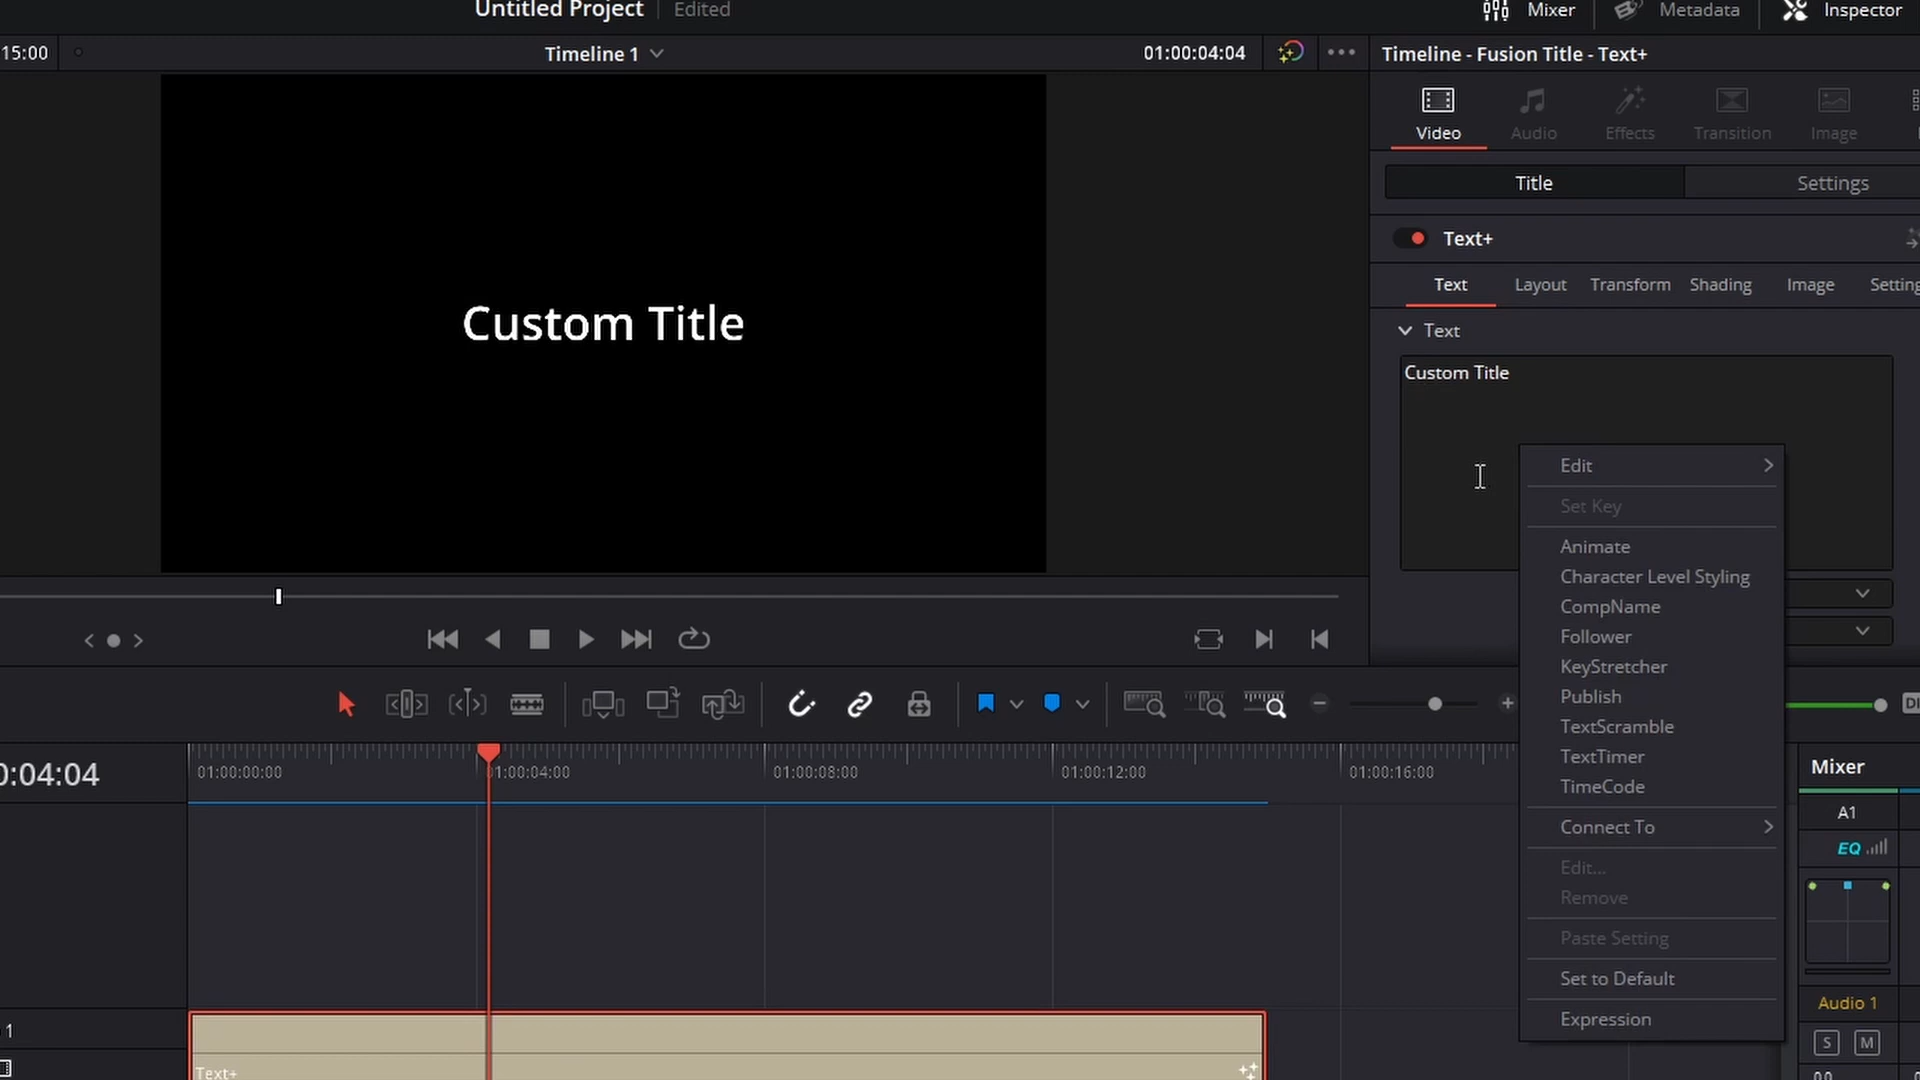 Untitled Project
Edited
Mixer
Metadata
Inspector
15:00
Timeline 1
01:00:04:04
Timeline - Fusion Title - Text+
Video
Audio
Effects
Transition
Image
Title
Settings
Text+
Text
Layout
Transform
Shading
Image
Setting
Text
Custom Title
Custom Title
Edit
Set Key
Animate
Character Level Styling
CompName
Follower
KeyStretcher
Publish
TextScramble
TextTimer
TimeCode
Connect To
Edit...
Remove
Paste Setting
Set to Default
Expression
DI
0:04:04
01:00:00:00
01:00:04:00
01:00:08:00
01:00:12:00
01:00:16:00
Mixer
A1
EQ
Audio 1
S
M
1
Text+